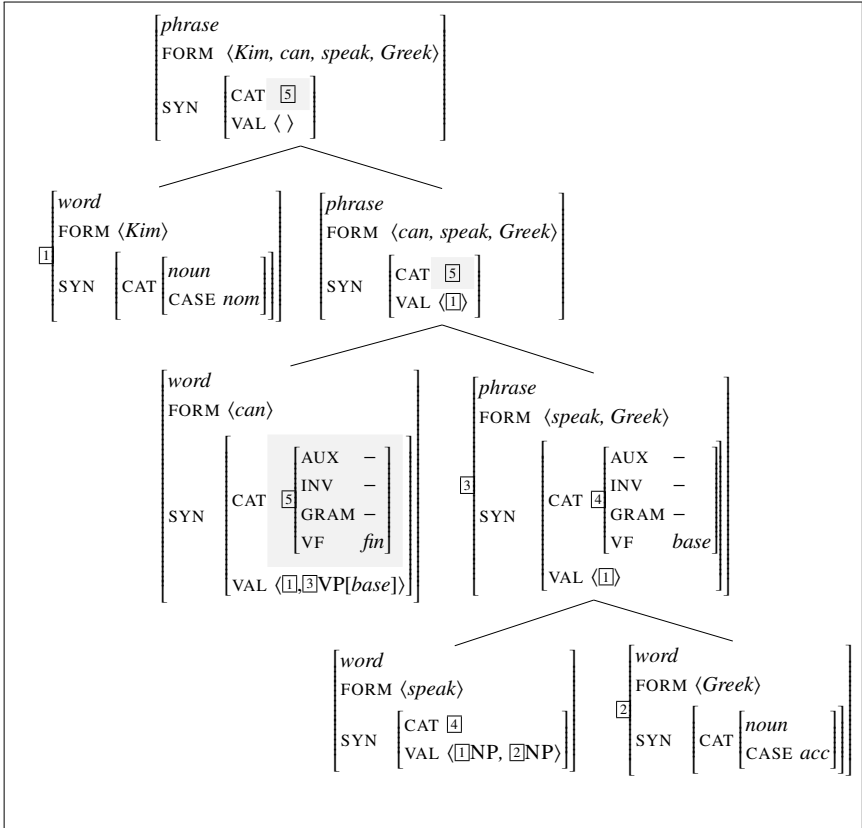 phrase
FORM ⟨Kim, can, speak, Greek⟩
SYN
CAT 5
VAL ⟨ ⟩
1
word
FORM ⟨Kim⟩
SYN
CAT
noun
CASE nom
phrase
FORM ⟨can, speak, Greek⟩
SYN
CAT 5
VAL ⟨1⟩
word
FORM ⟨can⟩
SYN
CAT 5
AUX −
INV −
GRAM −
VF fin
VAL ⟨1,3VP[base]⟩
3
phrase
FORM ⟨speak, Greek⟩
SYN
CAT 4
AUX −
INV −
GRAM −
VF base
VAL ⟨1⟩
word
FORM ⟨speak⟩
SYN
CAT 4
VAL ⟨1NP, 2NP⟩
2
word
FORM ⟨Greek⟩
SYN
CAT
noun
CASE acc